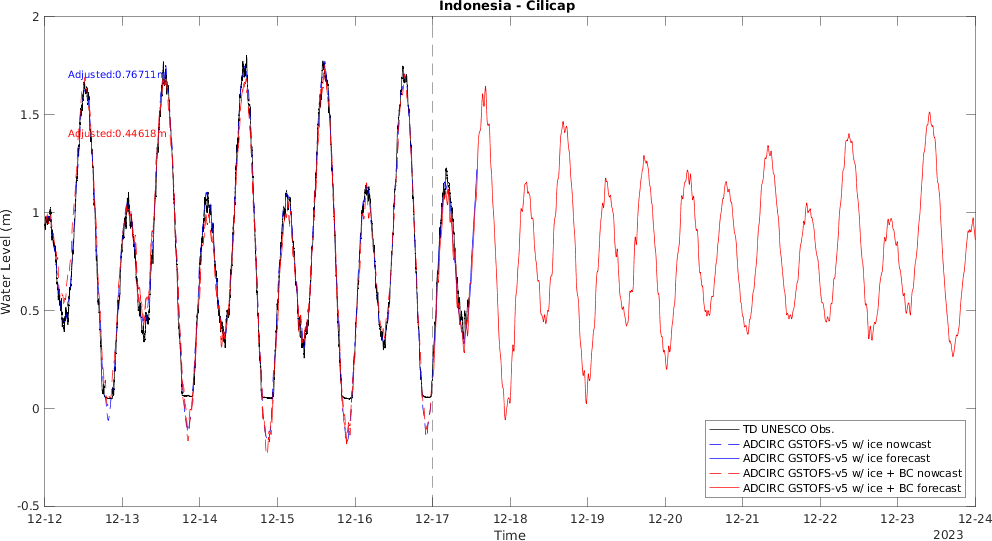 Indonesia - Cilicap
2
1.5
1
0.5
0
-0.5
Water Level (m)
Adjusted:0.76711m
Adjusted:0.44618m
TD UNESCO Obs.
ADCIRC GSTOFS-v5 w/ ice nowcast
ADCIRC GSTOFS-v5 w/ ice forecast
ADCIRC GSTOFS-v5 w/ ice + BC nowcast
ADCIRC GSTOFS-v5 w/ ice + BC forecast
12-12 12-13 12-14 12-15 12-16 12-17 12-18 12-19 12-20 12-21 12-22 12-23 12-24
Time
2023